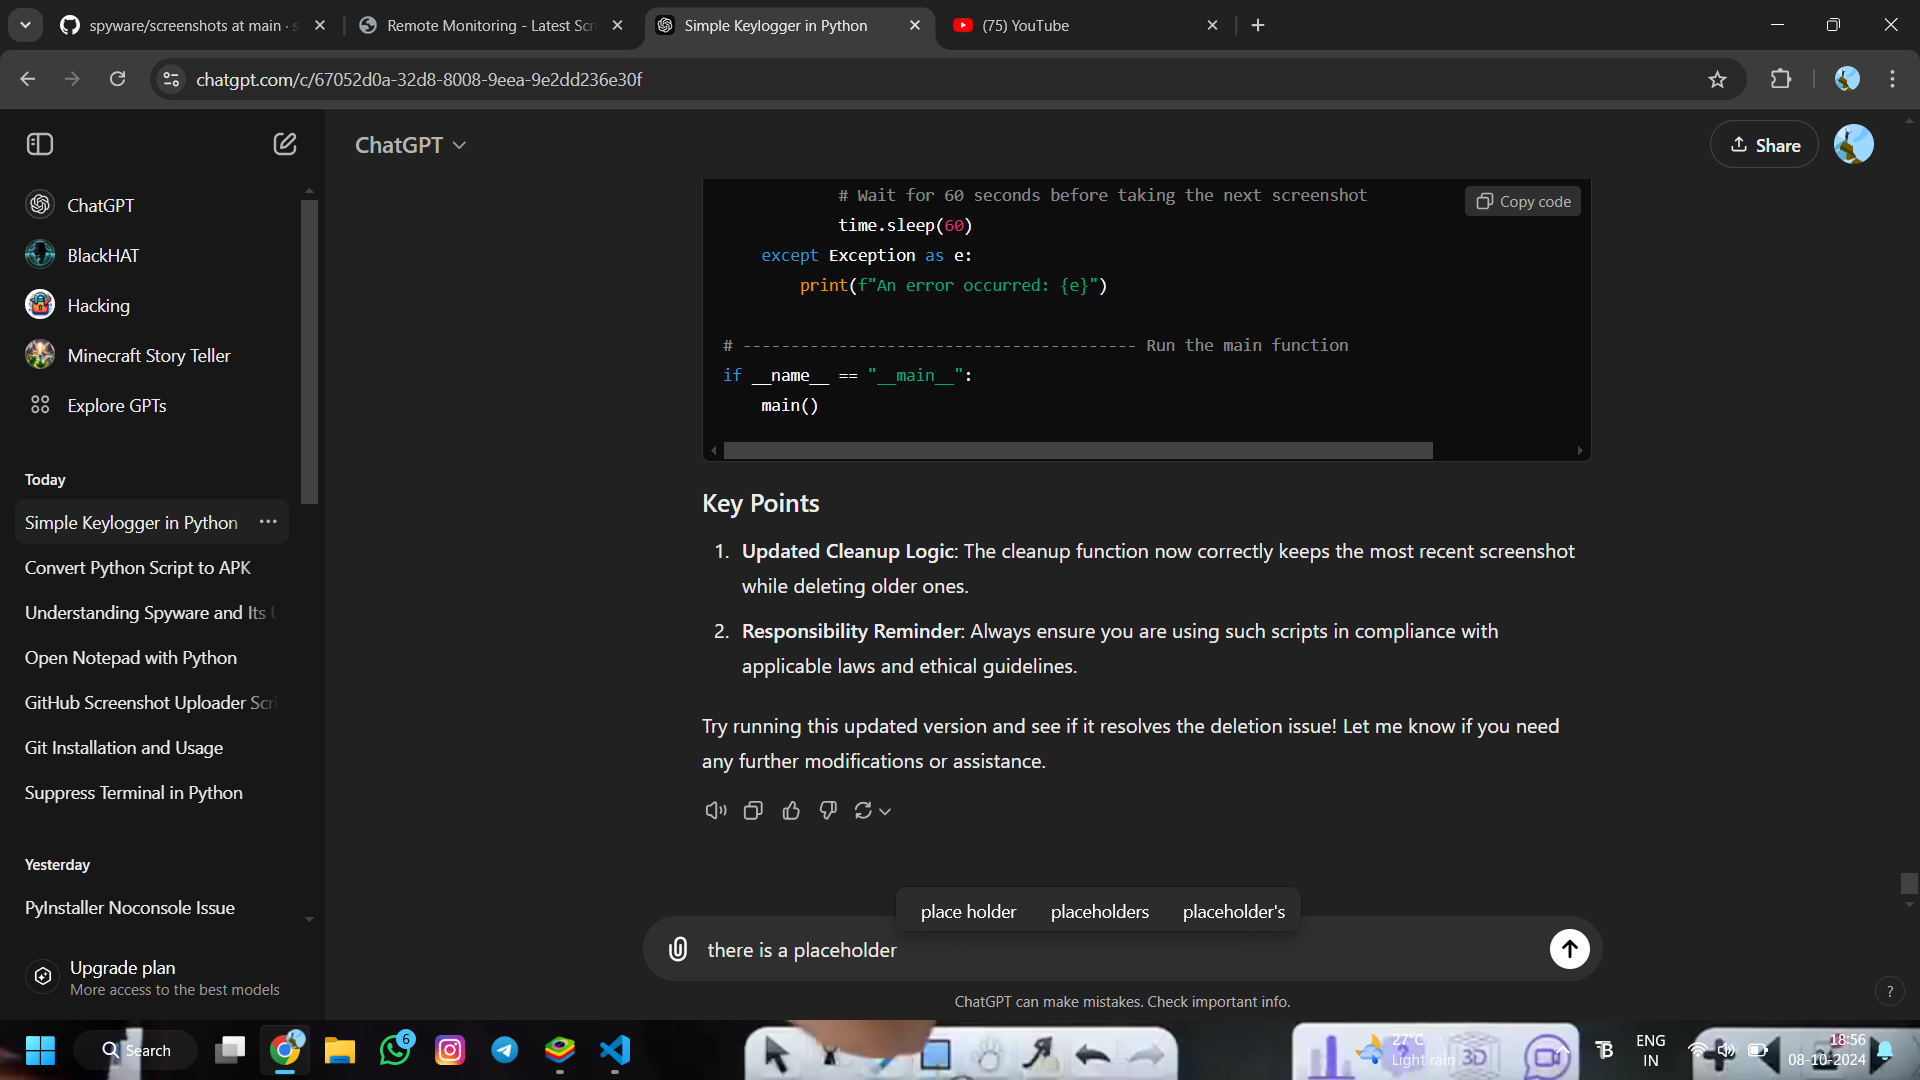 spyware/screenshots at main · s
Remote Monitoring - Latest Scr
Simple Keylogger in Python
(75) YouTube
chatgpt.com/c/67052d0a-32d8-8008-9eea-9e2dd236e30f
ChatGPT
Share
ChatGPT
BlackHAT
Hacking
Minecraft Story Teller
Explore GPTs
Today
Simple Keylogger in Python
Convert Python Script to APK
Understanding Spyware and Its U
Open Notepad with Python
GitHub Screenshot Uploader Scri
Git Installation and Usage
Suppress Terminal in Python
Yesterday
PyInstaller Noconsole Issue
Upgrade plan
More access to the best models
# Wait for 60 seconds before taking the next screenshot
Copy code
time.sleep(60)
except Exception as e:
print(f"An error occurred: {e}")
# ----------------------------------------- Run the main function
if __name__ == "__main__":
main()
Key Points
1. Updated Cleanup Logic: The cleanup function now correctly keeps the most recent screenshot
while deleting older ones.
2. Responsibility Reminder: Always ensure you are using such scripts in compliance with
applicable laws and ethical guidelines.
Try running this updated version and see if it resolves the deletion issue! Let me know if you need
any further modifications or assistance.
place holder placeholders placeholder's
there is a placeholder
ChatGPT can make mistakes. Check important info.
?
Search
6
3D
27°C
Light rain
ENG
IN
18:56
08-10-2024